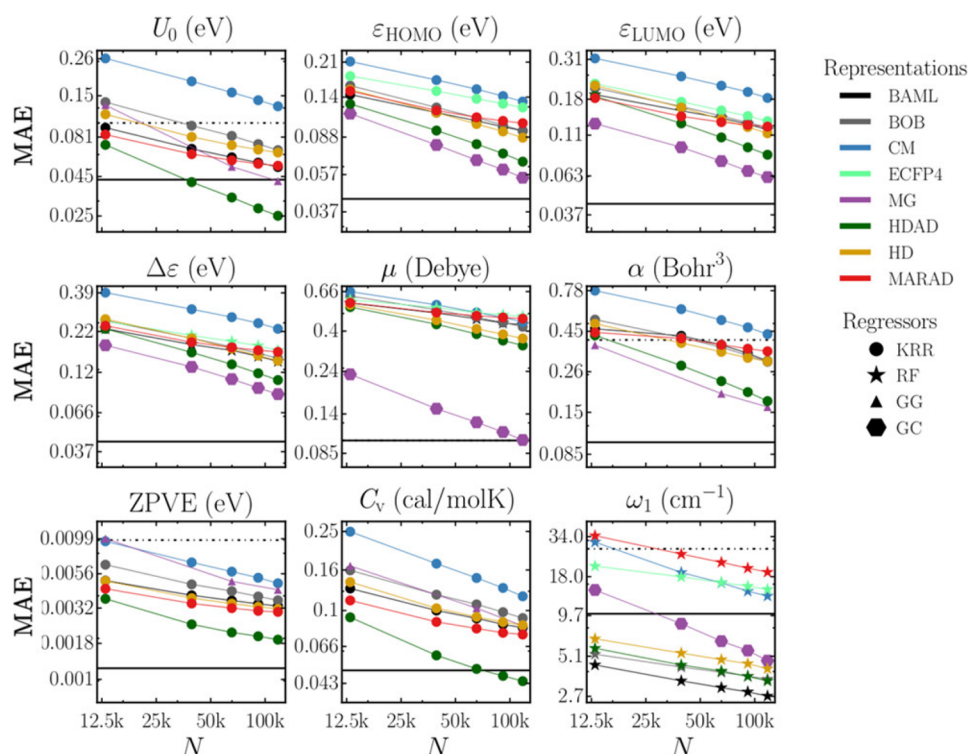 U₀ (eV) ε_HOMO (eV) ε_LUMO (eV)
MAE
0.26
0.15
0.081
0.045
0.025
0.21
0.14
0.088
0.057
0.037
0.31
0.18
0.11
0.063
0.037
Representations
BAML
BOB
CM
ECFP4
MG
HDAD
HD
MARAD
Δε (eV) μ (Debye) α (Bohr³)
MAE
0.39
0.22
0.12
0.066
0.037
0.66
0.4
0.24
0.14
0.085
0.78
0.45
0.26
0.15
0.085
Regressors
KRR
RF
GG
GC
ZPVE (eV) C_v (cal/molK) ω₁ (cm⁻¹)
MAE
0.0099
0.0056
0.0032
0.0018
0.001
0.25
0.16
0.1
0.066
0.043
34.0
18.0
9.7
5.1
2.7
12.5k 25k 50k 100k 12.5k 25k 50k 100k 12.5k 25k 50k 100k
N N N